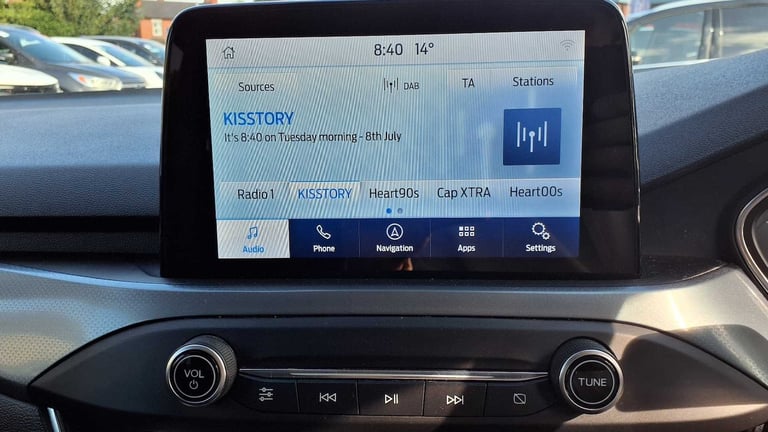 8:40 14°
Sources DAB TA Stations
KISSTORY
It's 8:40 on Tuesday morning - 8th July
Radio 1 KISSTORY Heart90s Cap XTRA Heart00s
Audio Phone Navigation Apps Settings
VOL TUNE